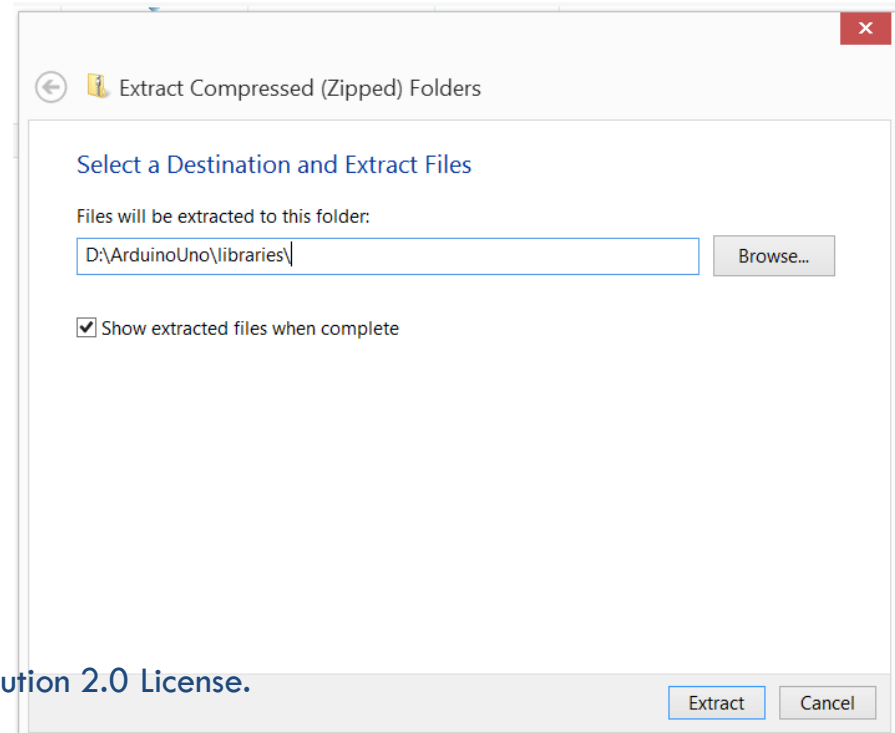 Extract Compressed (Zipped) Folders
Select a Destination and Extract Files
Files will be extracted to this folder:
D:\ArduinoUno\libraries\
Browse...
Show extracted files when complete
ution 2.0 License.
Extract
Cancel